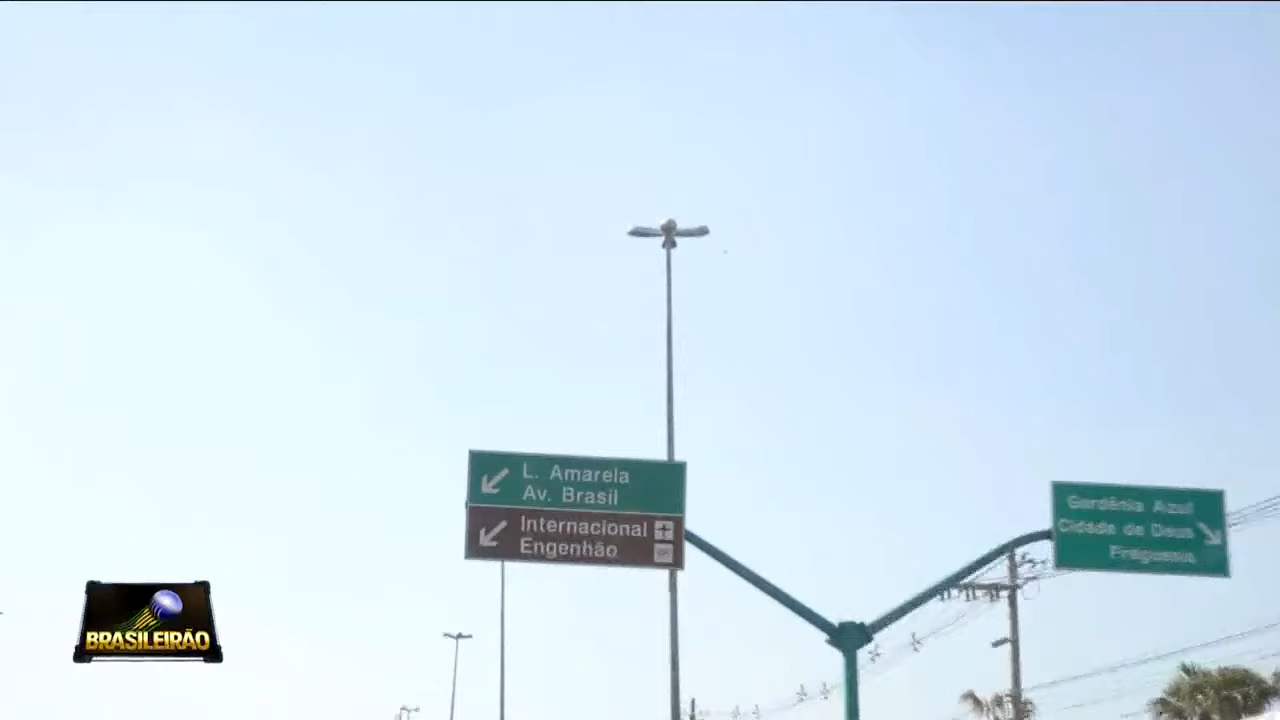 L. Amarela
Av. Brasil
Internacional
Engenhão
Gardênia Azul
Cidade de Deus
Freguesia
BRASILEIRÃO